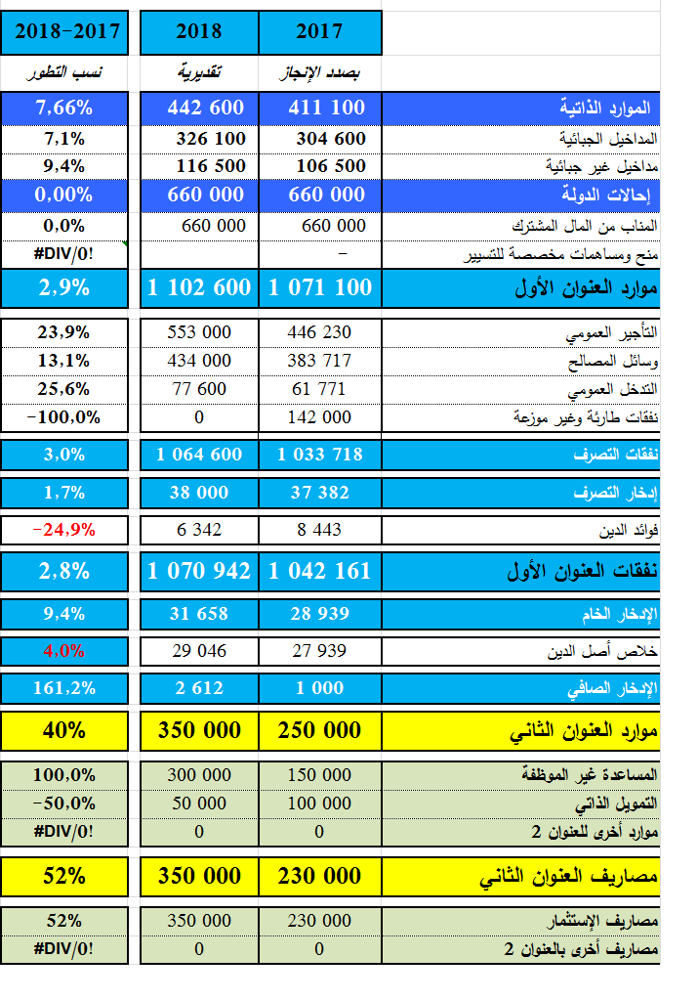 2017 2018 2018-2017
بصدد الإنجاز تقديرية نسب التطور
الموارد الذاتية 411 100 442 600 7,66%
المداخيل الجبائية 304 600 326 100 7,1%
مداخيل غير جبائية 106 500 116 500 9,4%
إحالات الدولة 660 000 660 000 0,00%
المناب من المال المشترك 660 000 660 000 0,0%
منح ومساهمات مخصصة للتسيير - #DIV/0!
موارد العنوان الأول 1 071 100 1 102 600 2,9%
التأجير العمومي 446 230 553 000 23,9%
وسائل المصالح 383 717 434 000 13,1%
التدخل العمومي 61 771 77 600 25,6%
نفقات طارئة وغير موزعة 142 000 0 -100,0%
نفقات التصرف 1 033 718 1 064 600 3,0%
إدخار التصرف 37 382 38 000 1,7%
فوائد الدين 8 443 6 342 -24,9%
نفقات العنوان الأول 1 042 161 1 070 942 2,8%
الإدخار الخام 28 939 31 658 9,4%
خلاص أصل الدين 27 939 29 046 4,0%
الإدخار الصافي 1 000 2 612 161,2%
موارد العنوان الثاني 250 000 350 000 40%
المساعدة غير الموظفة 150 000 300 000 100,0%
التمويل الذاتي 100 000 50 000 -50,0%
موارد أخرى للعنوان 2 0 0 #DIV/0!
مصاريف العنوان الثاني 230 000 350 000 52%
مصاريف الإستثمار 230 000 350 000 52%
مصاريف أخرى بالعنوان 2 0 0 #DIV/0!